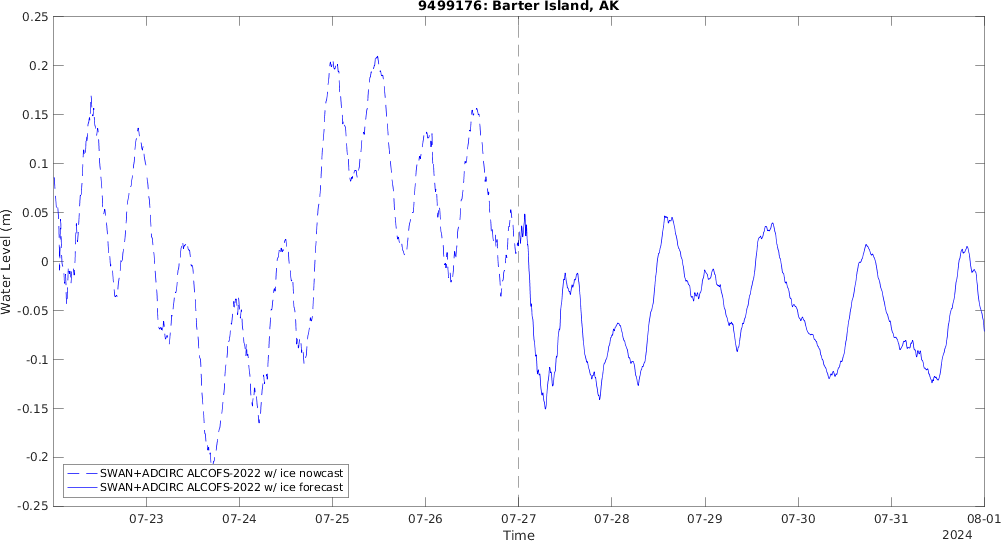 9499176: Barter Island, AK
0.25
0.2
0.15
0.1
0.05
0
-0.05
-0.1
-0.15
-0.2
-0.25
Water Level (m)
SWAN+ADCIRC ALCOFS-2022 w/ ice nowcast
SWAN+ADCIRC ALCOFS-2022 w/ ice forecast
07-23 07-24 07-25 07-26 07-27 07-28 07-29 07-30 07-31 08-01
Time
2024